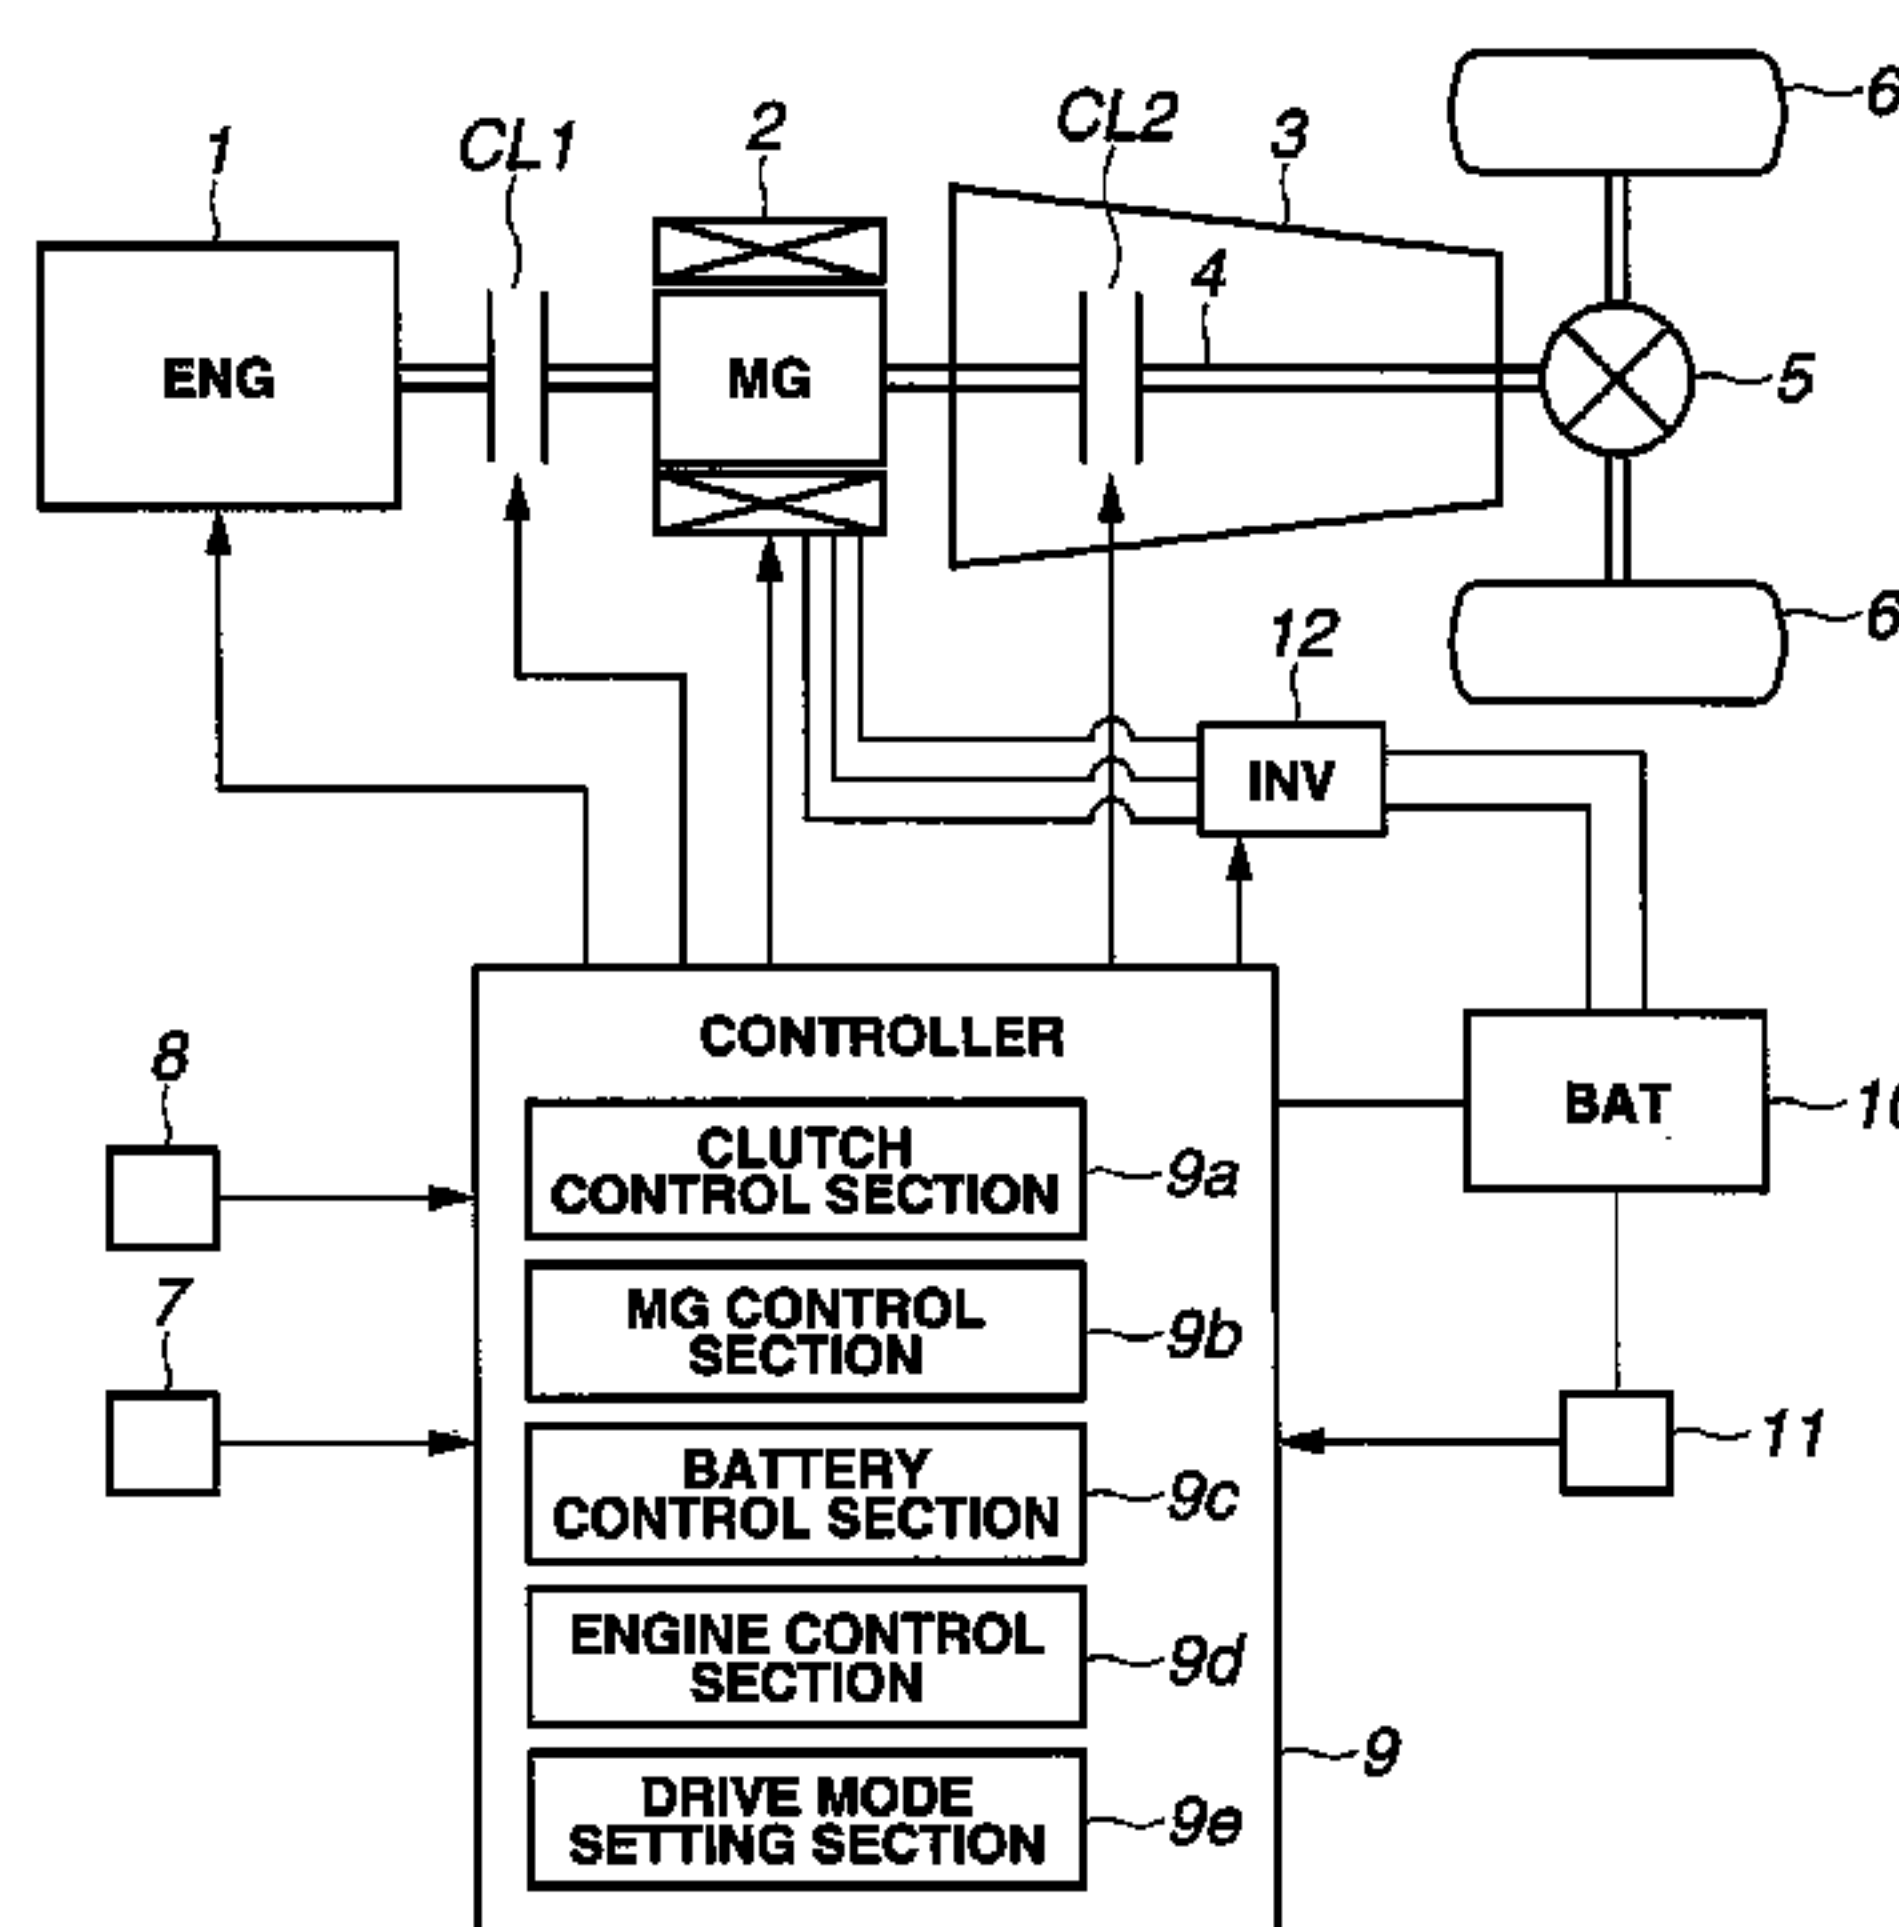 6
CL2
3
2
CL1
1
4
ENG
MG
5
12
6
INV
CONTROLLER
8
BAT
CLUTCH
CONTROL SECTION
9a
7
MG CONTROL
SECTION
9b
11
BATTERY
CONTROL SECTION
9c
ENGINE CONTROL
SECTION
9d
9
DRIVE MODE
SETTING SECTION
9e